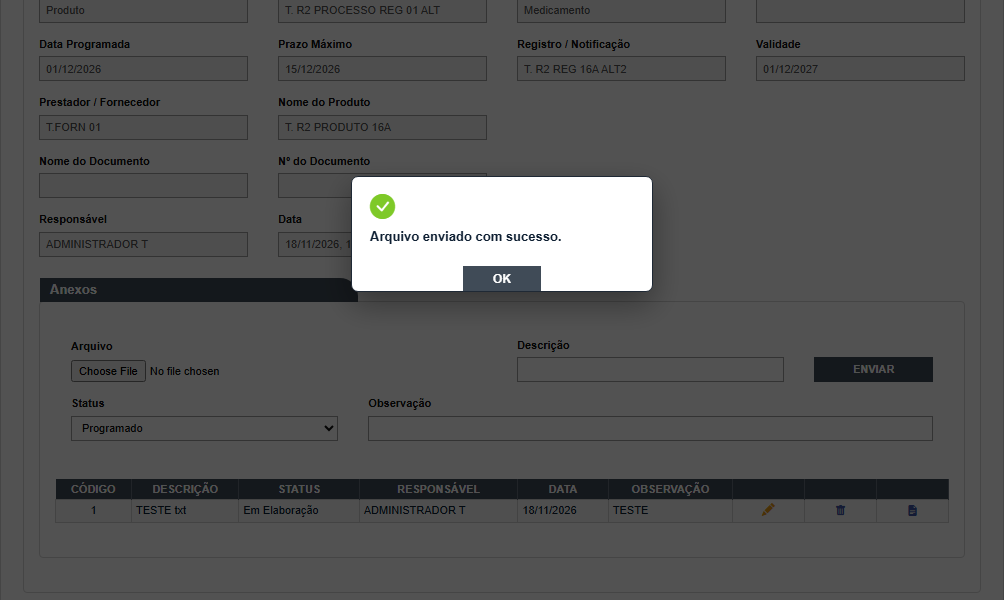 Produto T. R2 PROCESSO REG 01 ALT Medicamento
Data Programada Prazo Máximo Registro / Notificação Validade
01/12/2026 15/12/2026 T. R2 REG 16A ALT2 01/12/2027
Prestador / Fornecedor Nome do Produto
T.FORN 01 T. R2 PRODUTO 16A
Nome do Documento Nº do Documento
Responsável Data
ADMINISTRADOR T 18/11/2026, 1
Arquivo enviado com sucesso.
OK
Anexos
Arquivo Descrição
Choose File No file chosen ENVIAR
Status Observação
Programado
CÓDIGO DESCRIÇÃO STATUS RESPONSÁVEL DATA OBSERVAÇÃO
1 TESTE txt Em Elaboração ADMINISTRADOR T 18/11/2026 TESTE